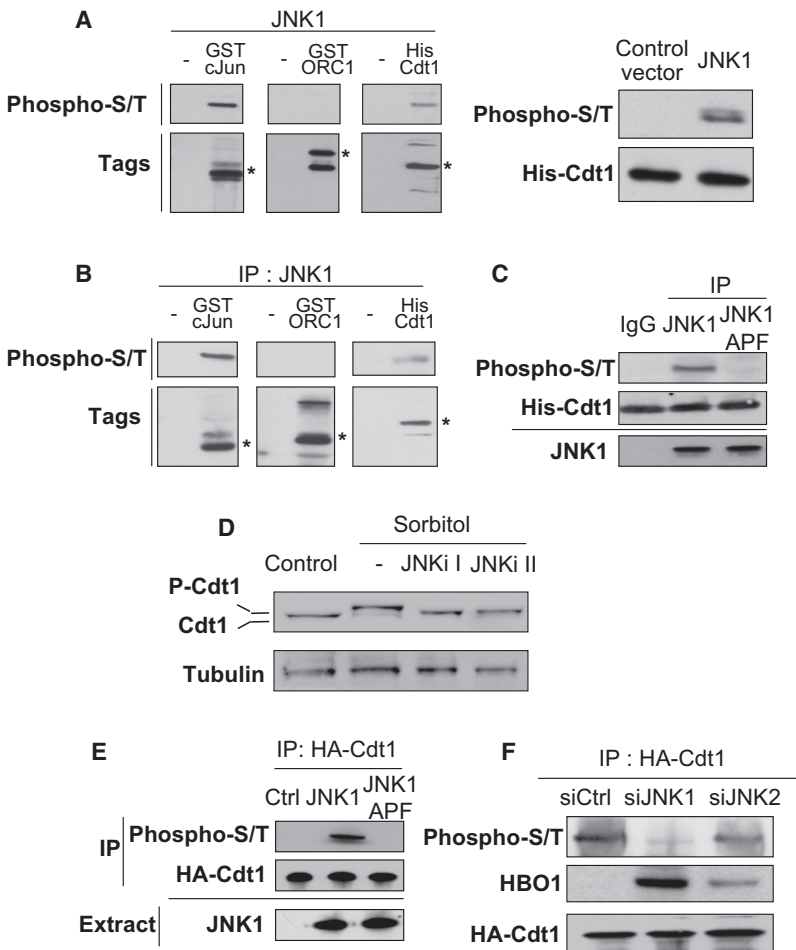 A
JNK1
- GST cJun - GST ORC1 - His Cdt1
Phospho-S/T
Tags
*
*
*
Control vector JNK1
Phospho-S/T
His-Cdt1
B
IP : JNK1
- GST cJun - GST ORC1 - His Cdt1
Phospho-S/T
Tags
*
*
*
C
IP
IgG JNK1 JNK1 APF
Phospho-S/T
His-Cdt1
JNK1
D
Sorbitol
Control - JNKi I JNKi II
P-Cdt1
Cdt1
Tubulin
E
IP: HA-Cdt1
Ctrl JNK1 JNK1 APF
IP
Phospho-S/T
HA-Cdt1
Extract
JNK1
F
IP : HA-Cdt1
siCtrl siJNK1 siJNK2
Phospho-S/T
HBO1
HA-Cdt1